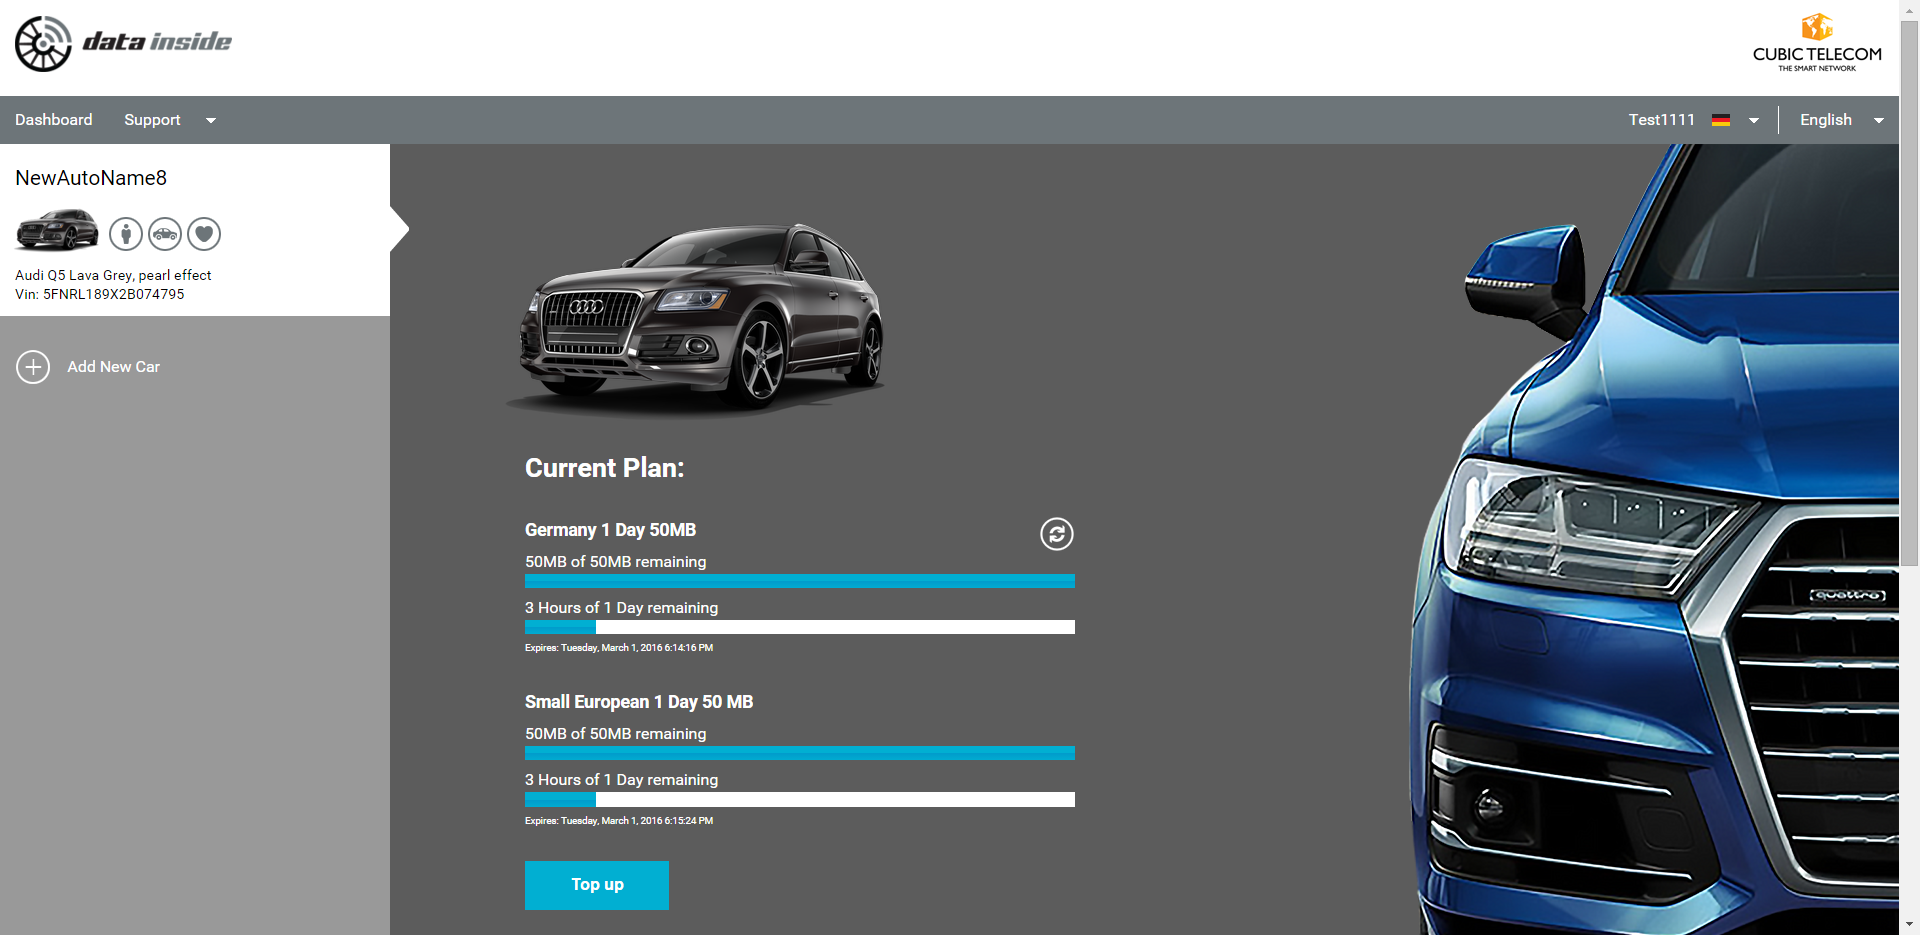 data inside
CUBIC TELECOM
THE SMART NETWORK
Dashboard
Support
Test1111
English
NewAutoName8
Audi Q5 Lava Grey, pearl effect
Vin: 5FNRL189X2B074795
Add New Car
Current Plan:
Germany 1 Day 50MB
50MB of 50MB remaining
3 Hours of 1 Day remaining
Expires: Tuesday, March 1, 2016 6:14:16 PM
Small European 1 Day 50 MB
50MB of 50MB remaining
3 Hours of 1 Day remaining
Expires: Tuesday, March 1, 2016 6:15:24 PM
Top up
quattro